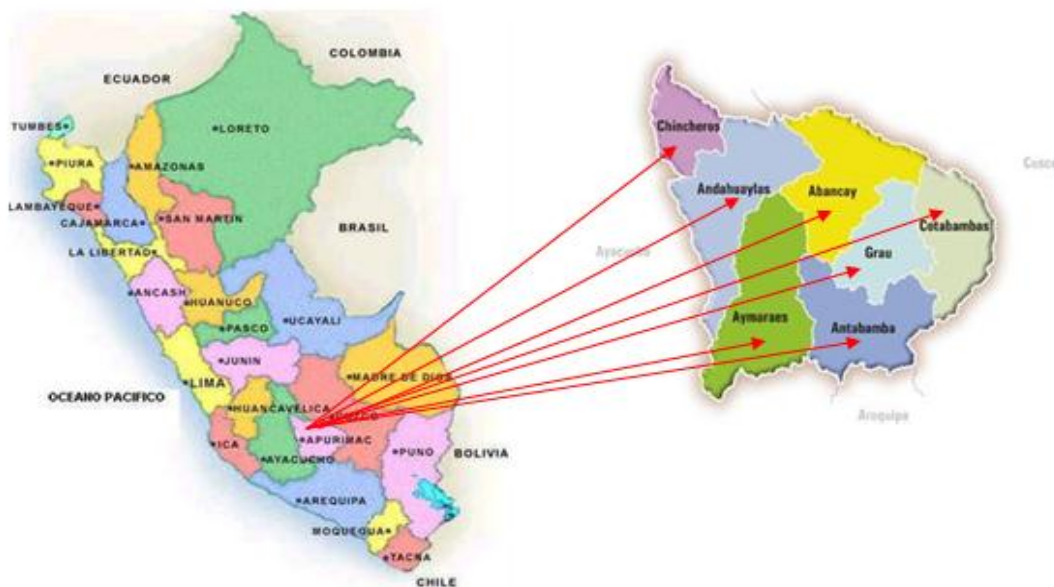 COLOMBIA
ECUADOR
TUMBES
LORETO
PIURA
AMAZONAS
LAMBAYEQUE
SAN MARTIN
CAJAMARCA
BRASIL
LA LIBERTAD
ANCASH
HUANUCO
UCAYALI
PASCO
JUNIN
LIMA
MADRE DE DIOS
OCEANO PACIFICO
HUANCAVELICA
ICA
APURIMAC
AYACUCHO
PUNO
BOLIVIA
AREQUIPA
MOQUEGUA
TACNA
CHILE
Chincheros
Andahuaylas
Abancay
Cotabambas
Grau
Aymaraes
Antabamba
Ayacucho
Arequipa